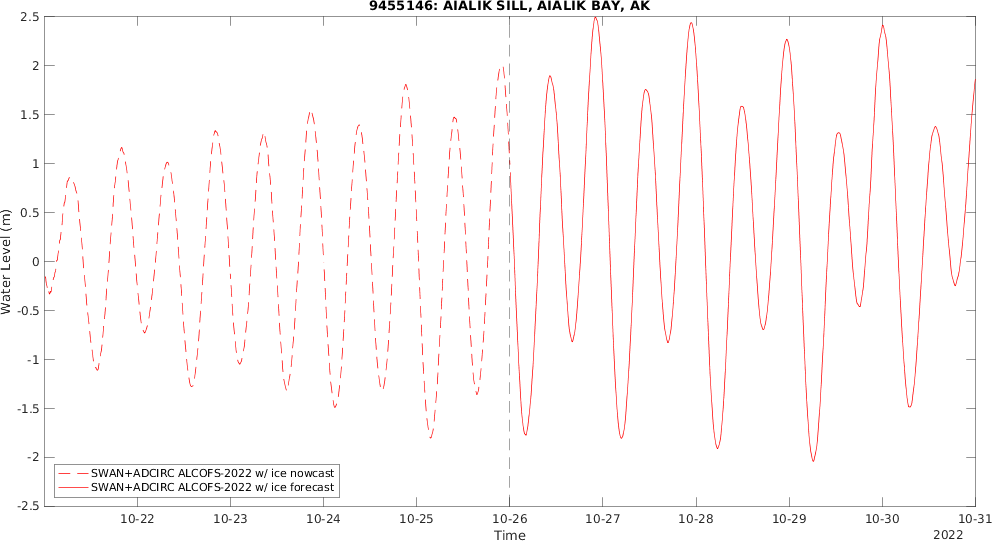 9455146: AIALIK SILL, AIALIK BAY, AK
2.5
2
1.5
1
0.5
0
-0.5
-1
-1.5
-2
-2.5
Water Level (m)
SWAN+ADCIRC ALCOFS-2022 w/ ice nowcast
SWAN+ADCIRC ALCOFS-2022 w/ ice forecast
10-22 10-23 10-24 10-25 10-26 10-27 10-28 10-29 10-30 10-31
Time
2022